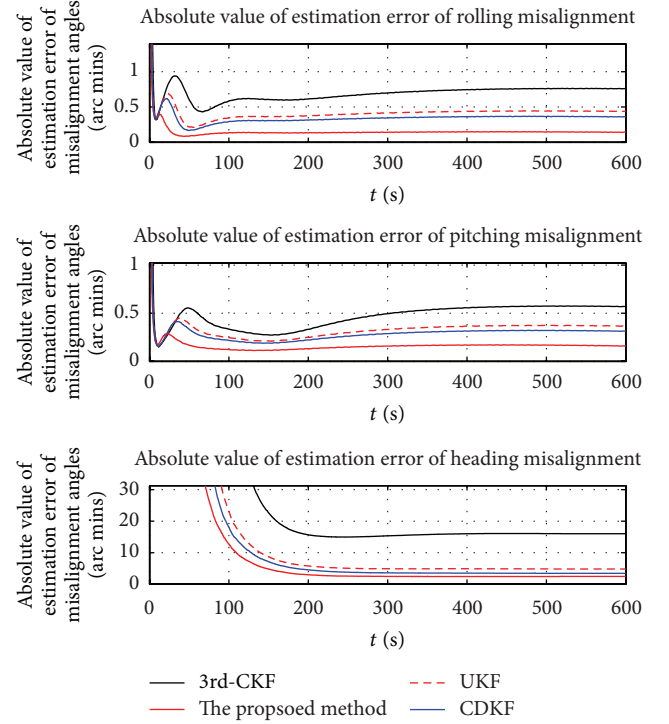 Absolute value of estimation error of rolling misalignment
Absolute value of
estimation error of
misalignment angles
(arc mins)
1
0.5
0
0 100 200 300 400 500 600
t (s)
Absolute value of estimation error of pitching misalignment
Absolute value of
estimation error of
misalignment angles
(arc mins)
1
0.5
0
0 100 200 300 400 500 600
t (s)
Absolute value of estimation error of heading misalignment
Absolute value of
estimation error of
misalignment angles
(arc mins)
30
20
10
0
0 100 200 300 400 500 600
t (s)
3rd-CKF
The propsoed method
UKF
CDKF